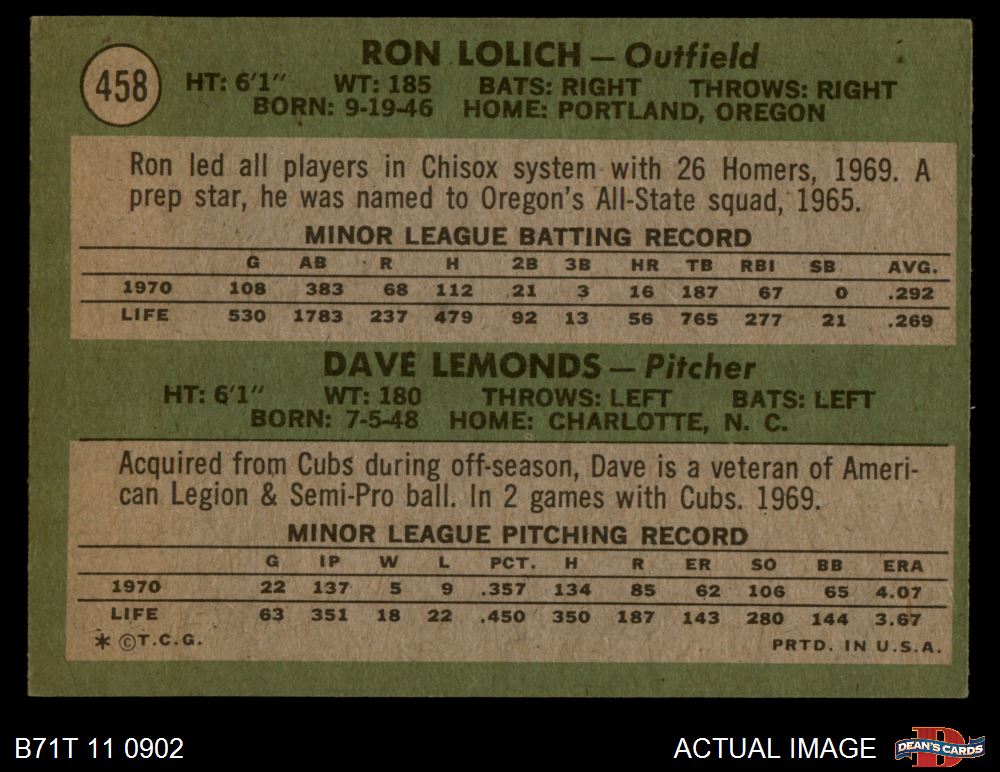 458
RON LOLICH — Outfield
HT: 6'1" WT: 185 BATS: RIGHT THROWS: RIGHT
BORN: 9-19-46 HOME: PORTLAND, OREGON
Ron led all players in Chisox system with 26 Homers, 1969. A
prep star, he was named to Oregon's All-State squad, 1965.
MINOR LEAGUE BATTING RECORD
G AB R H 2B 3B HR TB RBI SB AVG.
1970 108 383 68 112 21 3 16 187 67 0 .292
LIFE 530 1783 237 479 92 13 56 765 277 21 .269
DAVE LEMONDS — Pitcher
HT: 6'1" WT: 180 THROWS: LEFT BATS: LEFT
BORN: 7-5-48 HOME: CHARLOTTE, N. C.
Acquired from Cubs during off-season, Dave is a veteran of Ameri-
can Legion & Semi-Pro ball. In 2 games with Cubs. 1969.
MINOR LEAGUE PITCHING RECORD
G IP W L PCT. H R ER SO BB ERA
1970 22 137 5 9 .357 134 85 62 106 65 4.07
LIFE 63 351 18 22 .450 350 187 143 280 144 3.67
* ©T.C.G. PRTD. IN U.S.A.
B71T 11 0902 ACTUAL IMAGE DEAN'S CARDS